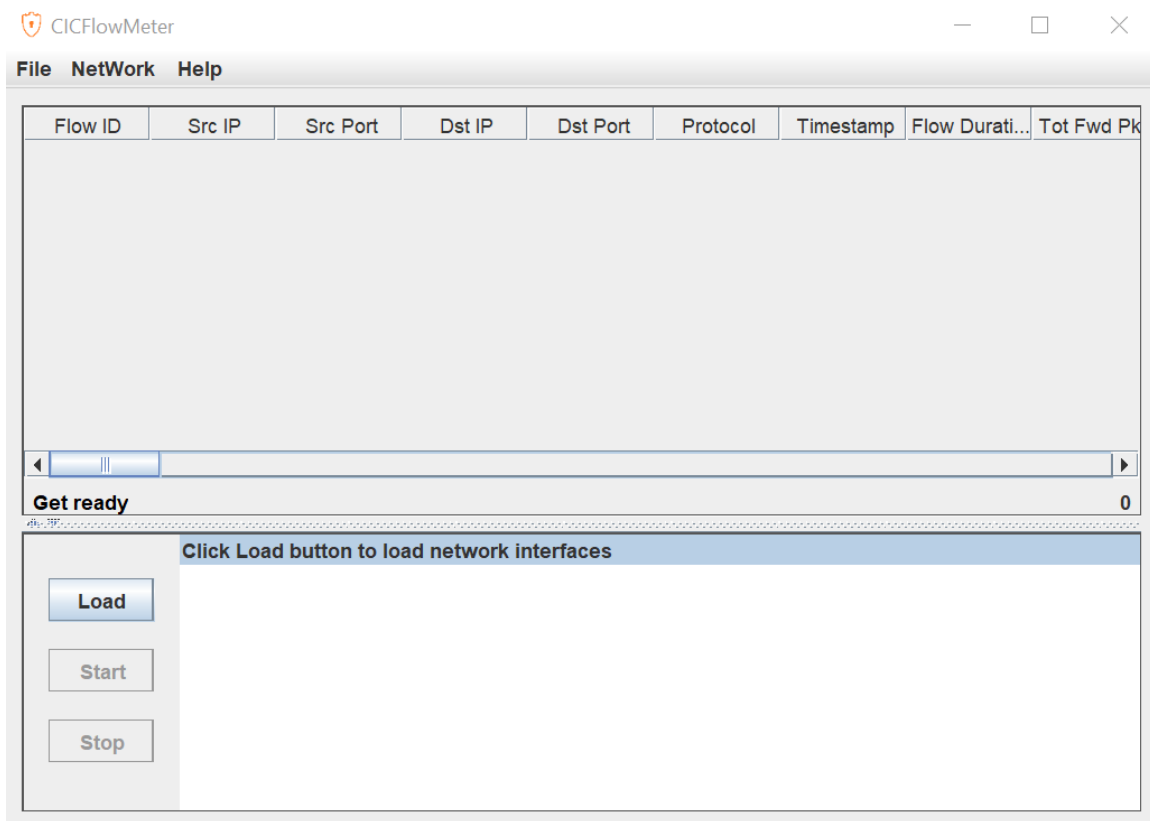 CICFlowMeter
File NetWork Help
Flow ID Src IP Src Port Dst IP Dst Port Protocol Timestamp Flow Durati... Tot Fwd Pk
Get ready 0
Click Load button to load network interfaces
Load
Start
Stop